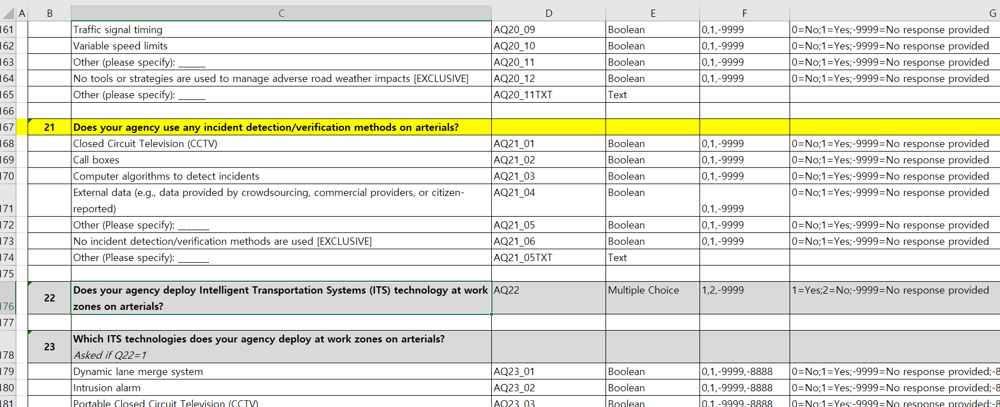 A B C D E F G
161 Traffic signal timing AQ20_09 Boolean 0,1,-9999 0=No;1=Yes;-9999=No response provided
162 Variable speed limits AQ20_10 Boolean 0,1,-9999 0=No;1=Yes;-9999=No response provided
163 Other (please specify): ______ AQ20_11 Boolean 0,1,-9999 0=No;1=Yes;-9999=No response provided
164 No tools or strategies are used to manage adverse road weather impacts [EXCLUSIVE] AQ20_12 Boolean 0,1,-9999 0=No;1=Yes;-9999=No response provided
165 Other (please specify): ______ AQ20_11TXT Text
166
167 21 Does your agency use any incident detection/verification methods on arterials?
168 Closed Circuit Television (CCTV) AQ21_01 Boolean 0,1,-9999 0=No;1=Yes;-9999=No response provided
169 Call boxes AQ21_02 Boolean 0,1,-9999 0=No;1=Yes;-9999=No response provided
170 Computer algorithms to detect incidents AQ21_03 Boolean 0,1,-9999 0=No;1=Yes;-9999=No response provided
External data (e.g., data provided by crowdsourcing, commercial providers, or citizen- AQ21_04 Boolean 0=No;1=Yes;-9999=No response provided
171 reported) 0,1,-9999
172 Other (Please specify): _______ AQ21_05 Boolean 0,1,-9999 0=No;1=Yes;-9999=No response provided
173 No incident detection/verification methods are used [EXCLUSIVE] AQ21_06 Boolean 0,1,-9999 0=No;1=Yes;-9999=No response provided
174 Other (Please specify): _______ AQ21_05TXT Text
175
22 Does your agency deploy Intelligent Transportation Systems (ITS) technology at work AQ22 Multiple Choice 1,2,-9999 1=Yes;2=No;-9999=No response provided
176 zones on arterials?
177
23 Which ITS technologies does your agency deploy at work zones on arterials?
178 Asked if Q22=1
179 Dynamic lane merge system AQ23_01 Boolean 0,1,-9999,-8888 0=No;1=Yes;-9999=No response provided;-8
180 Intrusion alarm AQ23_02 Boolean 0,1,-9999,-8888 0=No;1=Yes;-9999=No response provided;-8
181 Portable Closed Circuit Television (CCTV) AQ23_03 Boolean 0,1,-9999,-8888 0=No;1=Yes;-9999=No response provided;-8